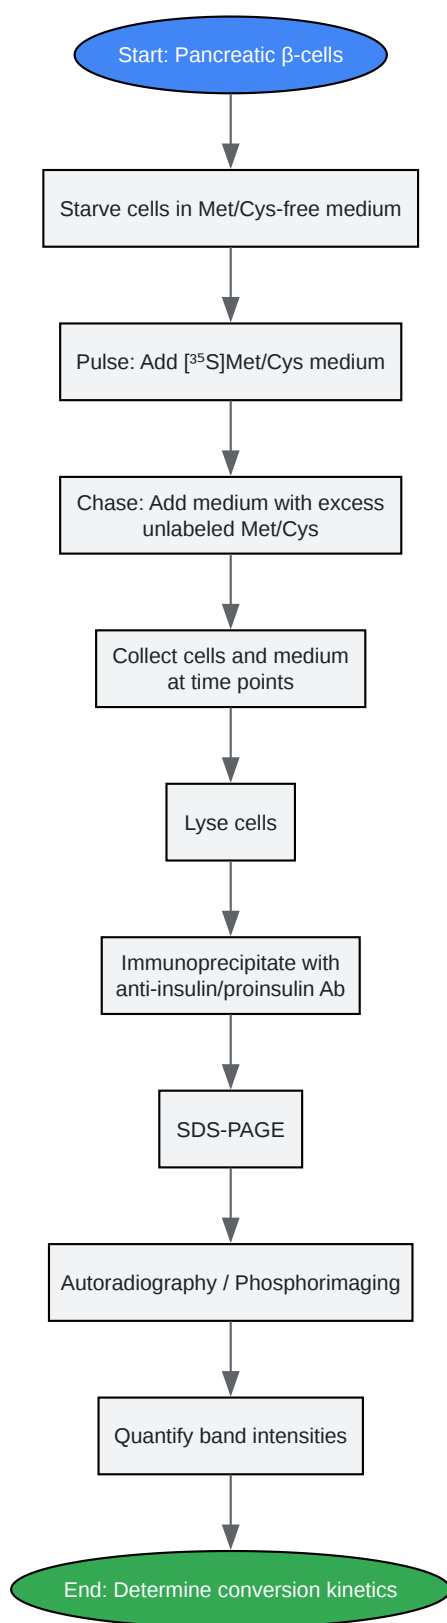 Start: Pancreatic β-cells
Starve cells in Met/Cys-free medium
Pulse: Add [³⁵S]Met/Cys medium
Chase: Add medium with excess
unlabeled Met/Cys
Collect cells and medium
at time points
Lyse cells
Immunoprecipitate with
anti-insulin/proinsulin Ab
SDS-PAGE
Autoradiography / Phosphorimaging
Quantify band intensities
End: Determine conversion kinetics